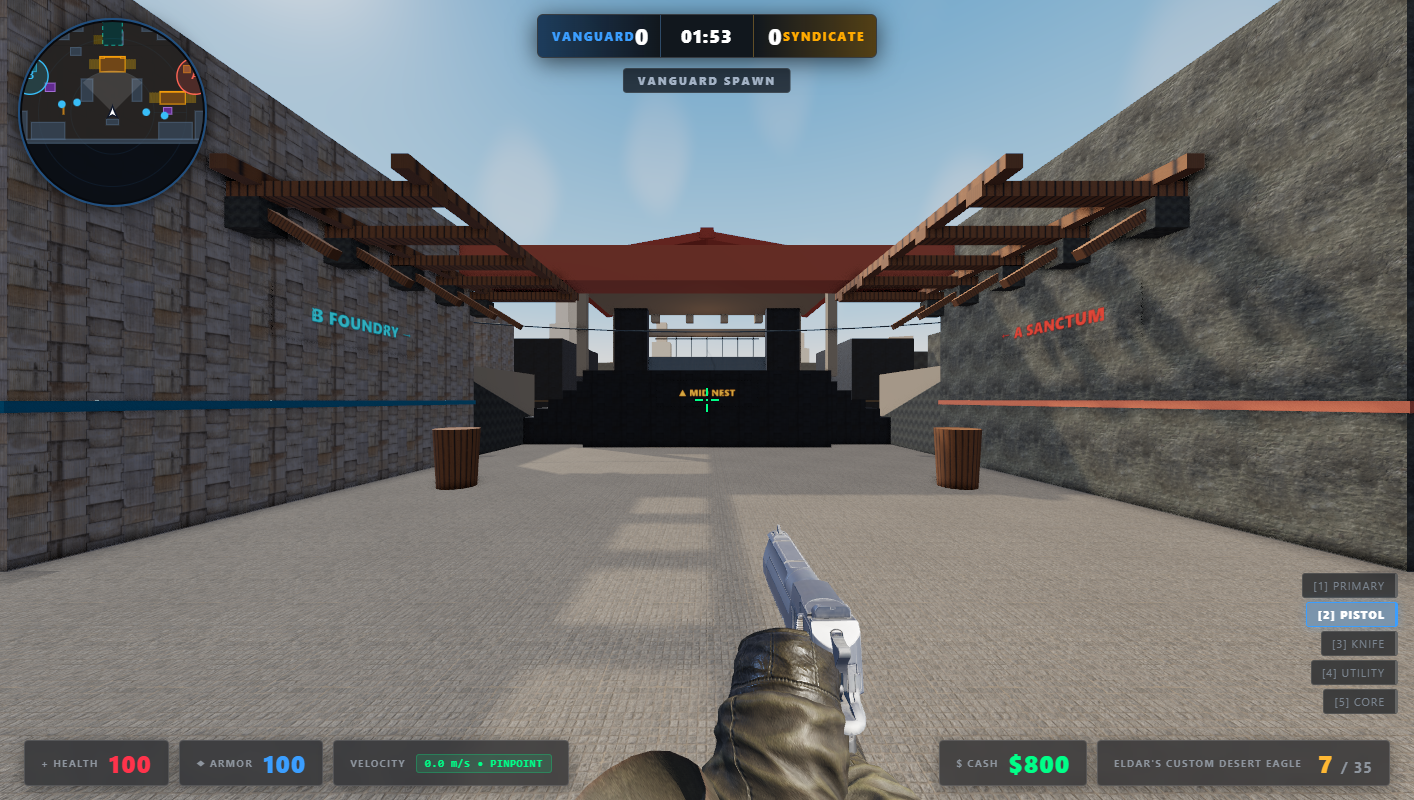 VANGUARD 0 01:53 0 SYNDICATE
VANGUARD SPAWN
B FOUNDRY
A SANCTUM
▲ MID NEST
[1] PRIMARY
[2] PISTOL
[3] KNIFE
[4] UTILITY
[5] CORE
+ HEALTH 100
◆ ARMOR 100
VELOCITY 0.0 m/s • PINPOINT
$ CASH $800
ELDAR'S CUSTOM DESERT EAGLE 7 / 35